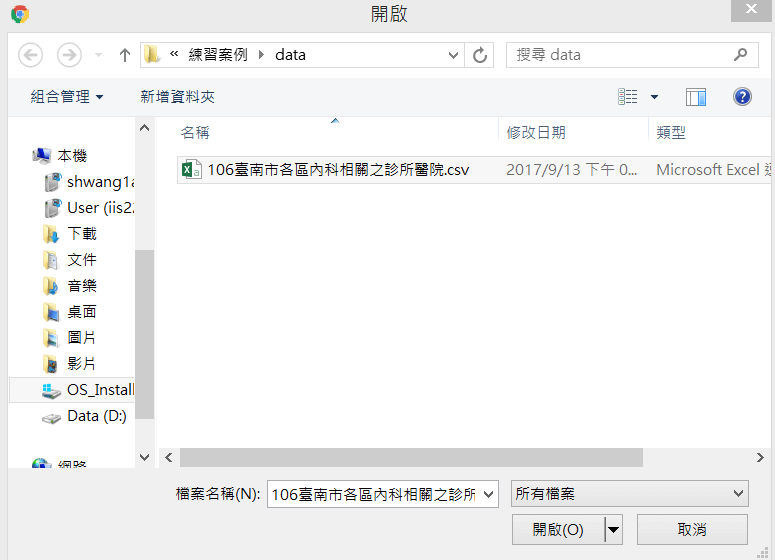 開啟
« 練習案例 data
搜尋 data
組合管理
新增資料夾
名稱
修改日期
類型
本機
shwang1a
User (iis22
下載
文件
音樂
桌面
圖片
影片
OS_Install
Data (D:)
網路
106臺南市各區內科相關之診所醫院.csv
2017/9/13 下午 0...
Microsoft Excel 逗
檔案名稱(N):
106臺南市各區內科相關之診所
所有檔案
開啟(O)
取消